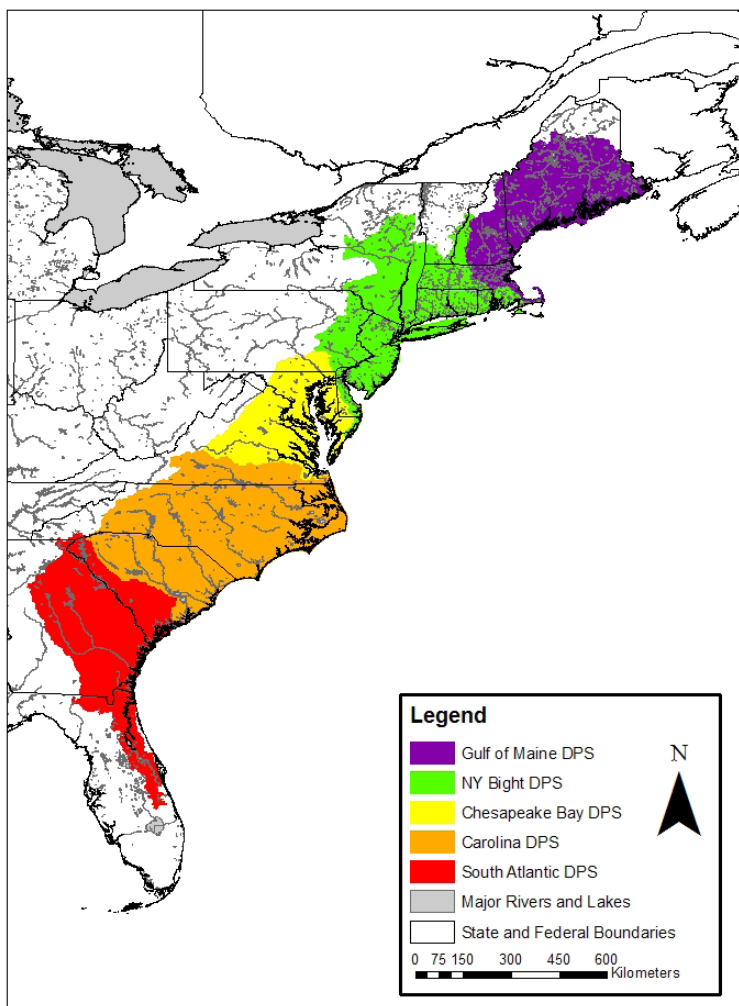 Legend
Gulf of Maine DPS
N
NY Bight DPS
Chesapeake Bay DPS
Carolina DPS
South Atlantic DPS
Major Rivers and Lakes
State and Federal Boundaries
0 75 150 300 450 600
Kilometers